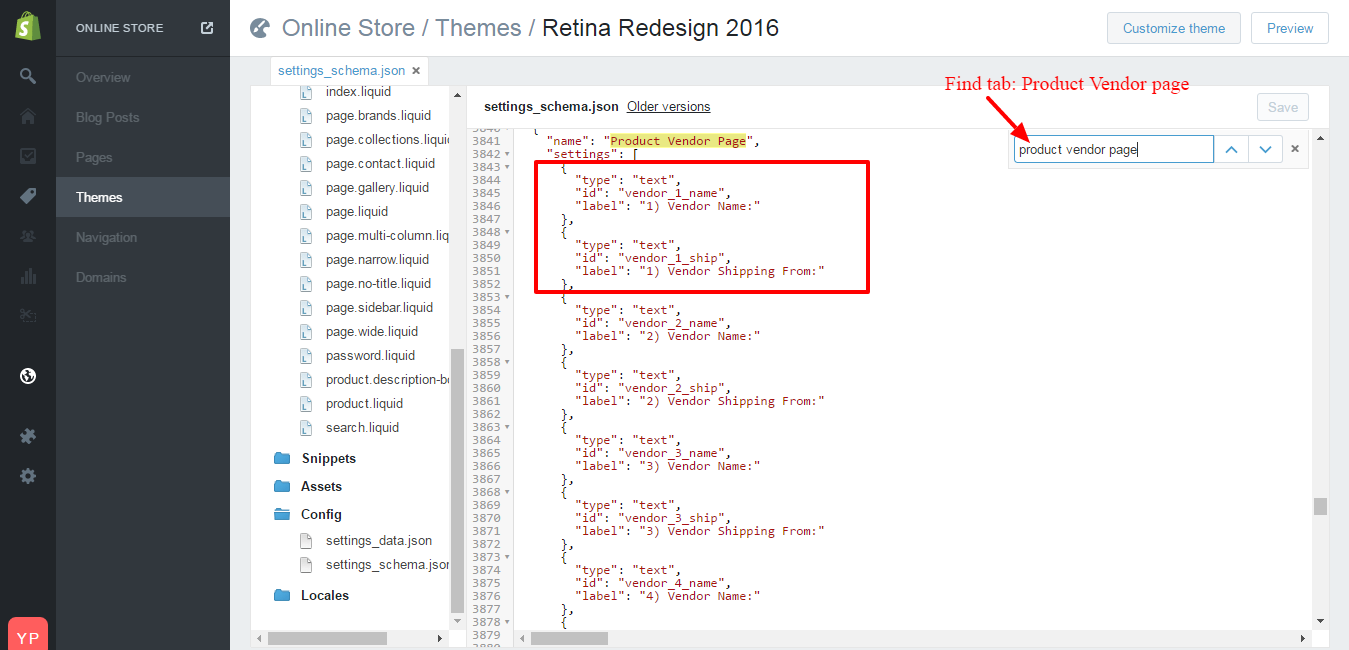 ONLINE STORE
Online Store / Themes / Retina Redesign 2016
Customize theme
Preview
Overview
Blog Posts
Pages
Themes
Navigation
Domains
YP
settings_schema.json ×
index.liquid
page.brands.liquid
page.collections.liquid
page.contact.liquid
page.gallery.liquid
page.liquid
page.multi-column.liq
page.narrow.liquid
page.no-title.liquid
page.sidebar.liquid
page.wide.liquid
password.liquid
product.description-b
product.liquid
search.liquid
Snippets
Assets
Config
settings_data.json
settings_schema.json
Locales
settings_schema.json Older versions
Save
Find tab: Product Vendor page
product vendor page
3840 {
3841 "name": "Product Vendor Page",
3842 "settings": [
3843 {
3844 "type": "text",
3845 "id": "vendor_1_name",
3846 "label": "1) Vendor Name:"
3847 },
3848 {
3849 "type": "text",
3850 "id": "vendor_1_ship",
3851 "label": "1) Vendor Shipping From:"
3852 },
3853 {
3854 "type": "text",
3855 "id": "vendor_2_name",
3856 "label": "2) Vendor Name:"
3857 },
3858 {
3859 "type": "text",
3860 "id": "vendor_2_ship",
3861 "label": "2) Vendor Shipping From:"
3862 },
3863 {
3864 "type": "text",
3865 "id": "vendor_3_name",
3866 "label": "3) Vendor Name:"
3867 },
3868 {
3869 "type": "text",
3870 "id": "vendor_3_ship",
3871 "label": "3) Vendor Shipping From:"
3872 },
3873 {
3874 "type": "text",
3875 "id": "vendor_4_name",
3876 "label": "4) Vendor Name:"
3877 },
3878 {
3879
3880